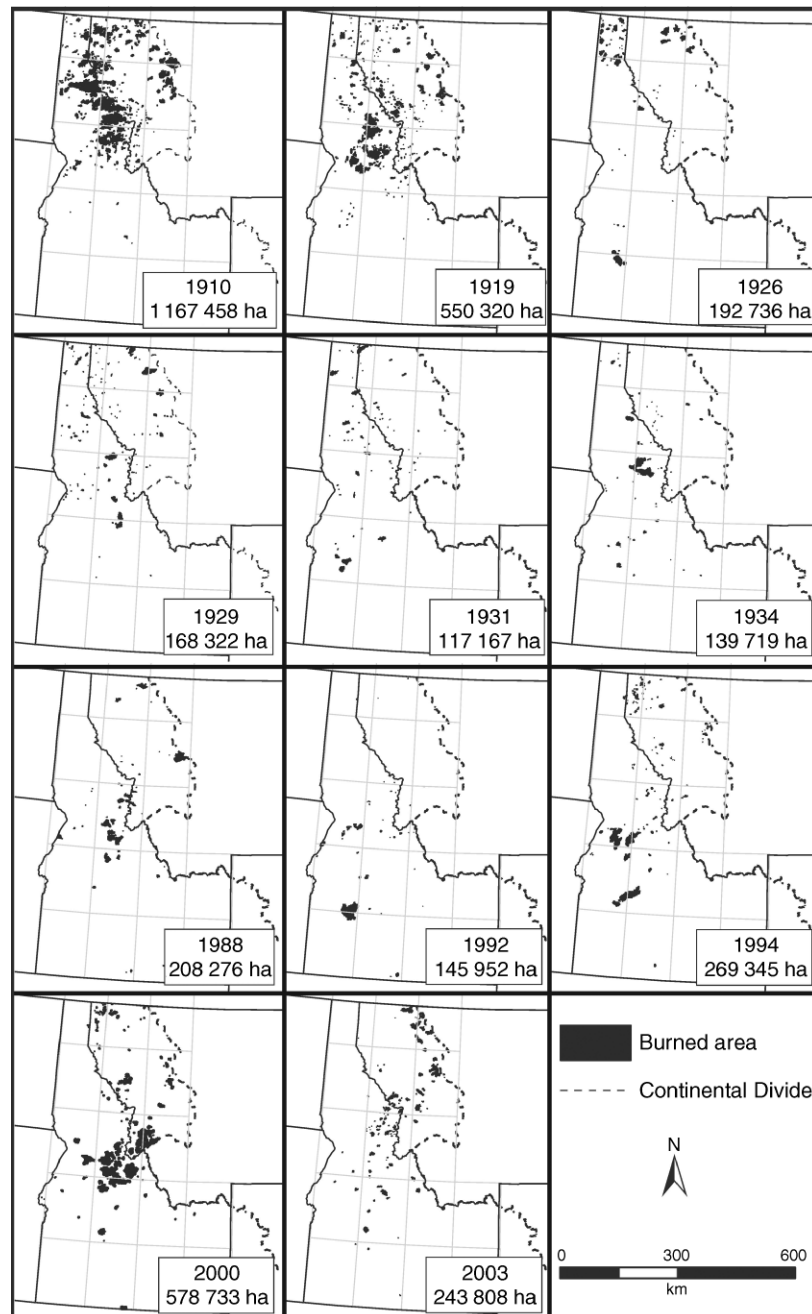 1910
1 167 458 ha
1919
550 320 ha
1926
192 736 ha
1929
168 322 ha
1931
117 167 ha
1934
139 719 ha
1988
208 276 ha
1992
145 952 ha
1994
269 345 ha
2000
578 733 ha
2003
243 808 ha
Burned area
Continental Divide
N
0 300 600
km